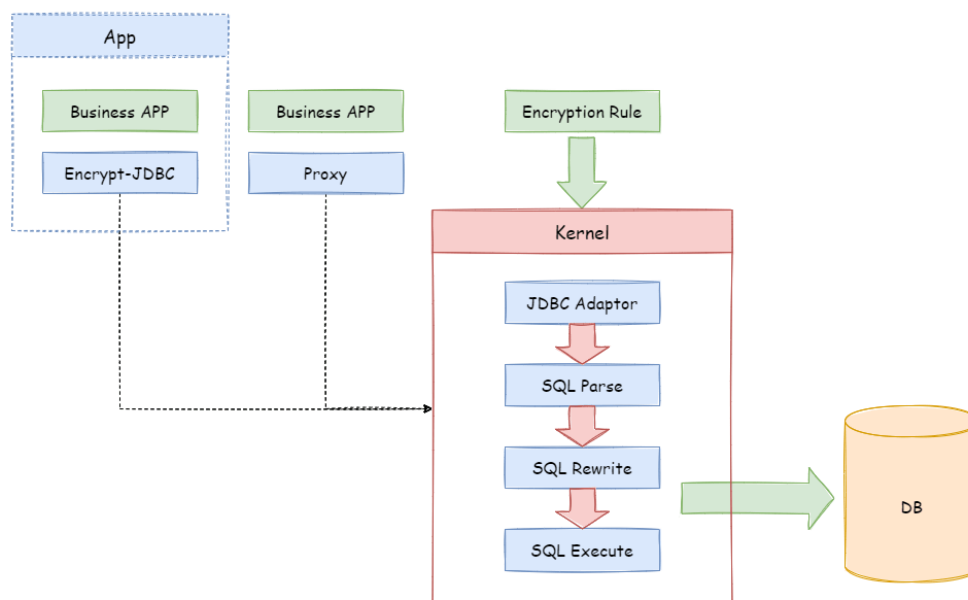 App
Business APP
Business APP
Encryption Rule
Encrypt-JDBC
Proxy
Kernel
JDBC Adaptor
SQL Parse
SQL Rewrite
DB
SQL Execute